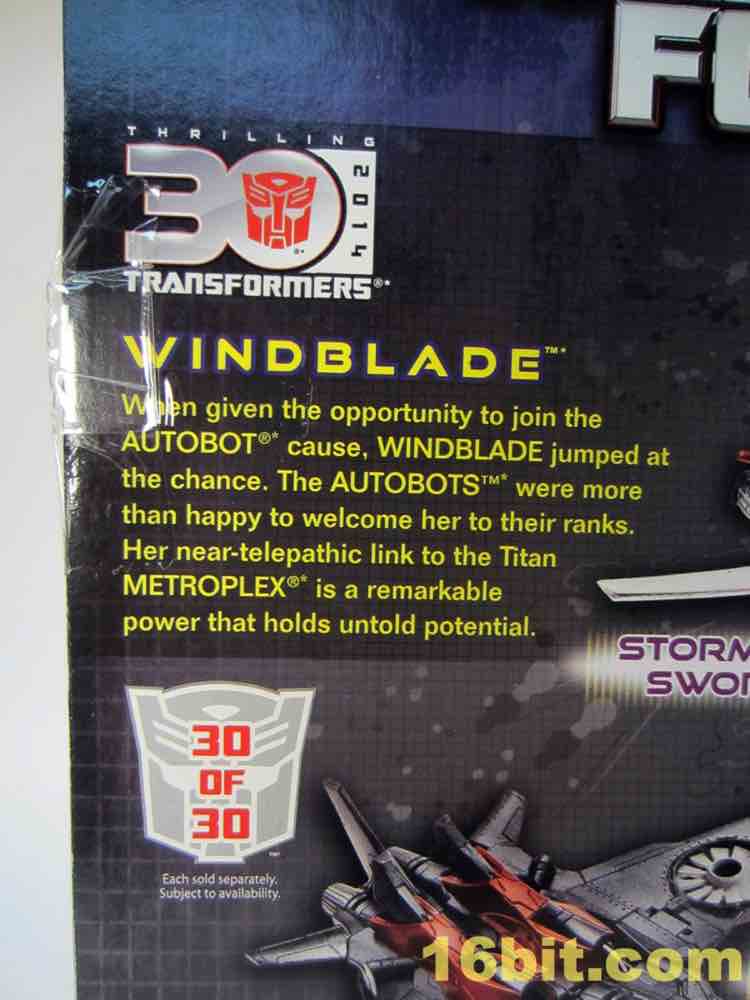 FO
THRILLING
30
2014
TRANSFORMERS®*
WINDBLADE™*
When given the opportunity to join the
AUTOBOT®* cause, WINDBLADE jumped at
the chance. The AUTOBOTS™* were more
than happy to welcome her to their ranks.
Her near-telepathic link to the Titan
METROPLEX®* is a remarkable
power that holds untold potential.
STORM
SWOR
30
OF
30
™
Each sold separately.
Subject to availability.
16bit.com